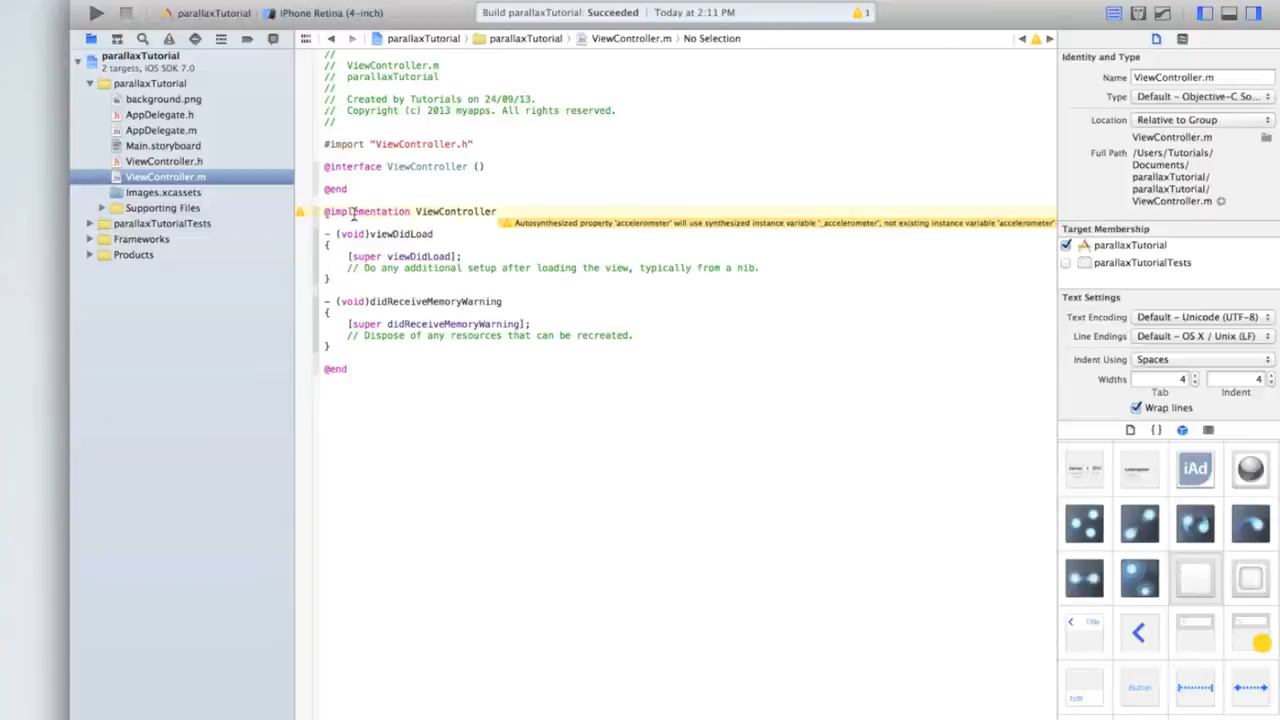 parallaxTutorial iPhone Retina (4-inch)
Build parallaxTutorial: Succeeded Today at 2:11 PM 1
parallaxTutorial
2 targets, iOS SDK 7.0
parallaxTutorial
background.png
AppDelegate.h
AppDelegate.m
Main.storyboard
ViewController.h
ViewController.m
Images.xcassets
Supporting Files
parallaxTutorialTests
Frameworks
Products
parallaxTutorial parallaxTutorial ViewController.m No Selection
//
// ViewController.m
// parallaxTutorial
//
// Created by Tutorials on 24/09/13.
// Copyright (c) 2013 myapps. All rights reserved.
//
#import "ViewController.h"
@interface ViewController ()
@end
@implementation ViewController
Autosynthesized property 'accelerometer' will use synthesized instance variable '_accelerometer', not existing instance variable 'accelerometer'
- (void)viewDidLoad
{
[super viewDidLoad];
// Do any additional setup after loading the view, typically from a nib.
}
- (void)didReceiveMemoryWarning
{
[super didReceiveMemoryWarning];
// Dispose of any resources that can be recreated.
}
@end
Identity and Type
Name ViewController.m
Type Default - Objective-C So...
Location Relative to Group
ViewController.m
Full Path /Users/Tutorials/
Documents/
parallaxTutorial/
parallaxTutorial/
ViewController.m
Target Membership
parallaxTutorial
parallaxTutorialTests
Text Settings
Text Encoding Default - Unicode (UTF-8)
Line Endings Default - OS X / Unix (LF)
Indent Using Spaces
Widths 4 4
Tab Indent
Wrap lines
{ }
iAd
Title
Edit Button